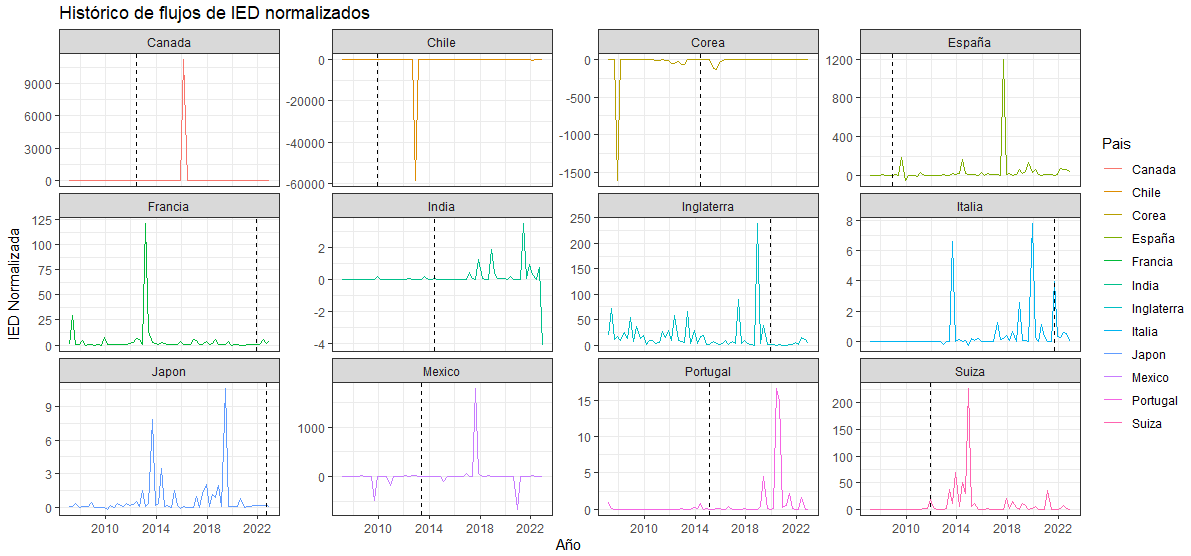 Histórico de flujos de IED normalizados
Canada
Chile
Corea
España
9000
6000
3000
0
0
-20000
-40000
-60000
0
-500
-1000
-1500
1200
800
400
0
Francia
India
Inglaterra
Italia
125
100
75
50
25
0
2
0
-2
-4
250
200
150
100
50
0
8
6
4
2
0
Japon
Mexico
Portugal
Suiza
9
6
3
0
1000
0
15
10
5
0
200
150
100
50
0
2010 2014 2018 2022
2010 2014 2018 2022
2010 2014 2018 2022
2010 2014 2018 2022
Año
IED Normalizada
Pais
Canada
Chile
Corea
España
Francia
India
Inglaterra
Italia
Japon
Mexico
Portugal
Suiza